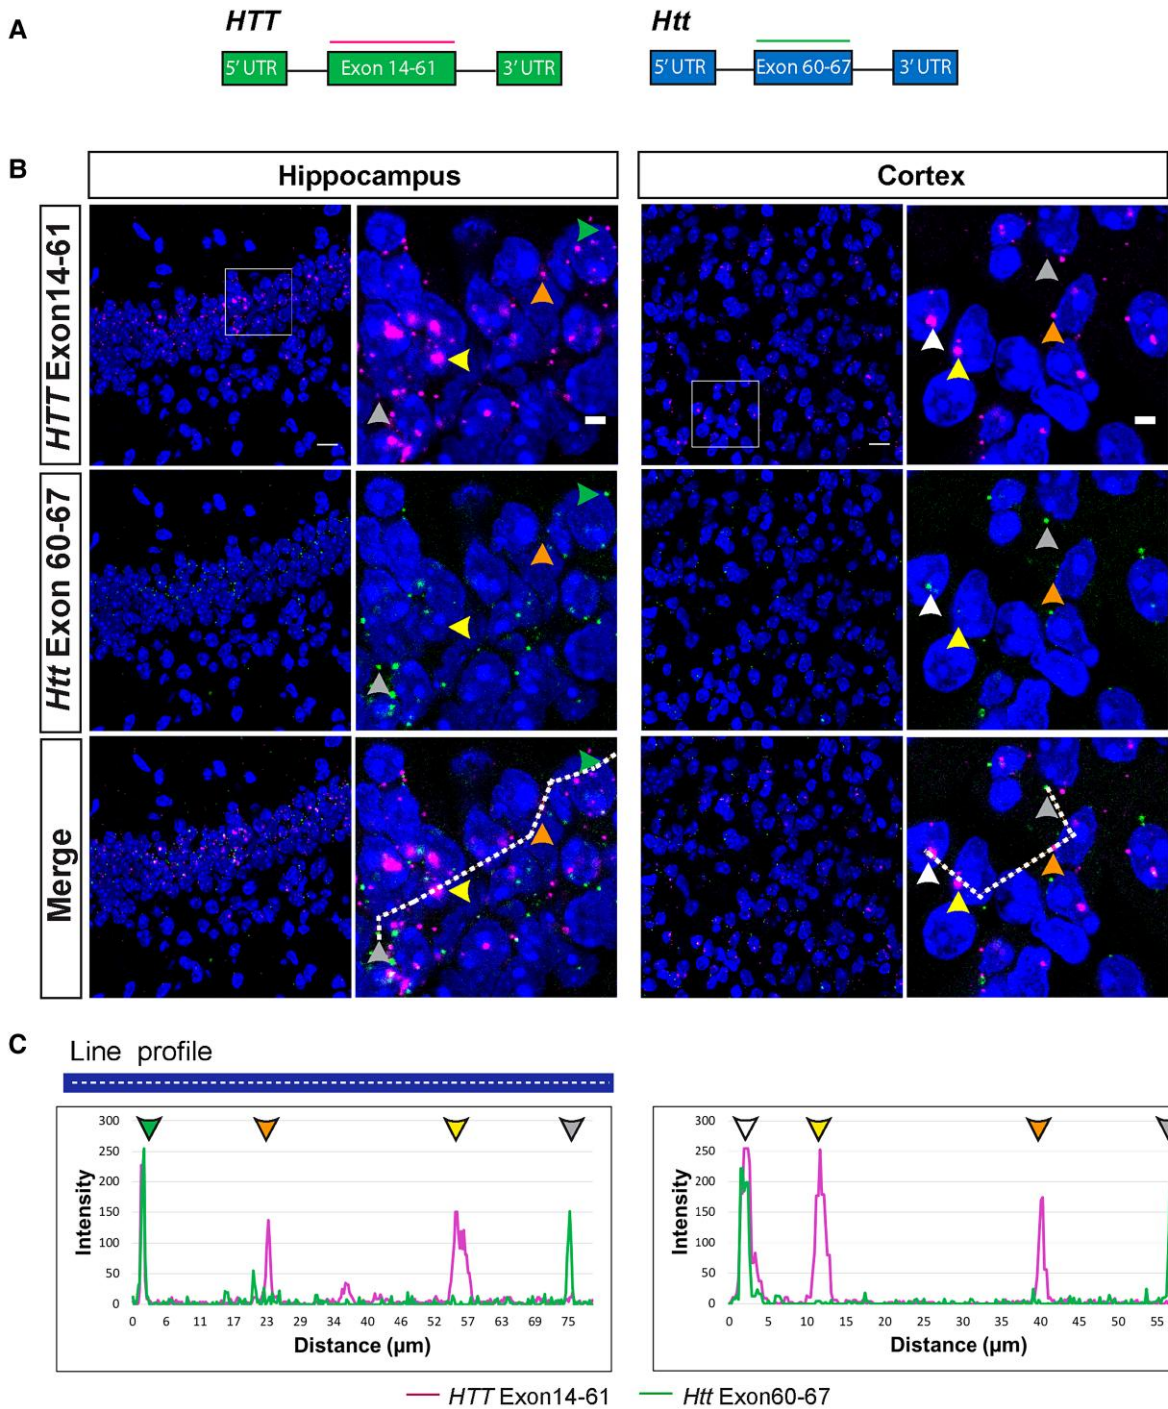 A
HTT
Htt
5' UTR
Exon 14-61
3' UTR
5' UTR
Exon 60-67
3' UTR
B
Hippocampus
Cortex
HTT Exon14-61
Htt Exon 60-67
Merge
C
Line profile
300
250
200
150
100
50
0
Intensity
0 6 11 17 23 29 34 40 46 52 57 63 69 75
Distance (µm)
300
250
200
150
100
50
0
Intensity
0 5 10 15 20 25 30 35 40 45 50 55
Distance (µm)
HTT Exon14-61
Htt Exon60-67